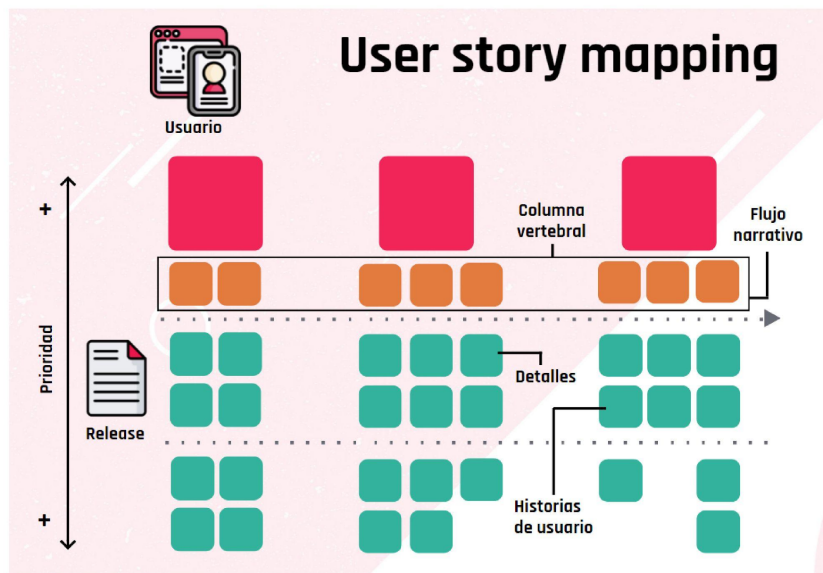 User story mapping
Usuario
+
Columna
vertebral
Flujo
narrativo
Prioridad
Detalles
Release
Historias
de usuario
+